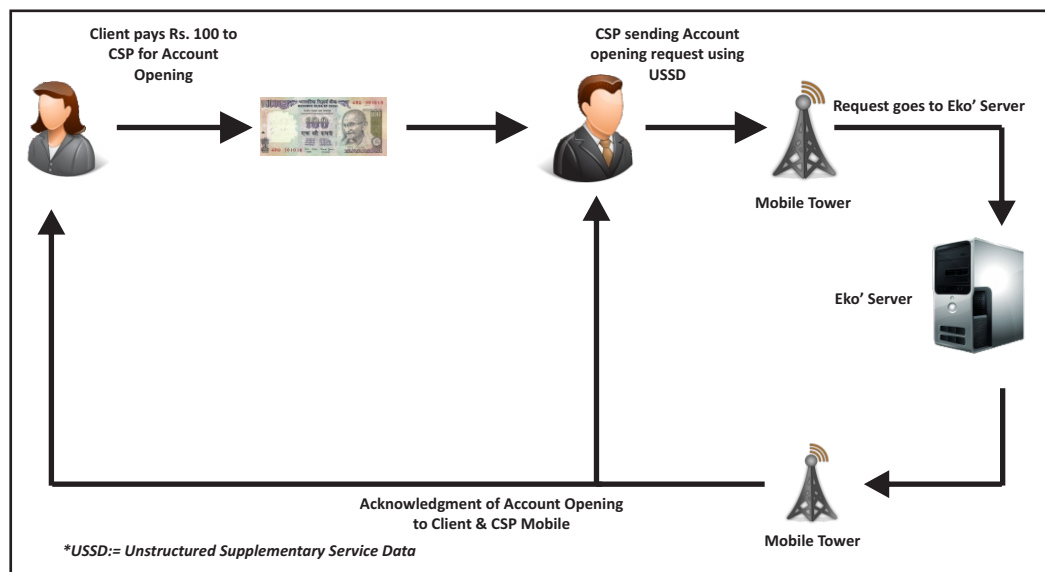 Client pays Rs. 100 to
CSP for Account
Opening
CSP sending Account
opening request using
USSD
Request goes to Eko' Server
100
Mobile Tower
Eko' Server
Acknowledgment of Account Opening
to Client & CSP Mobile
Mobile Tower
*USSD:= Unstructured Supplementary Service Data